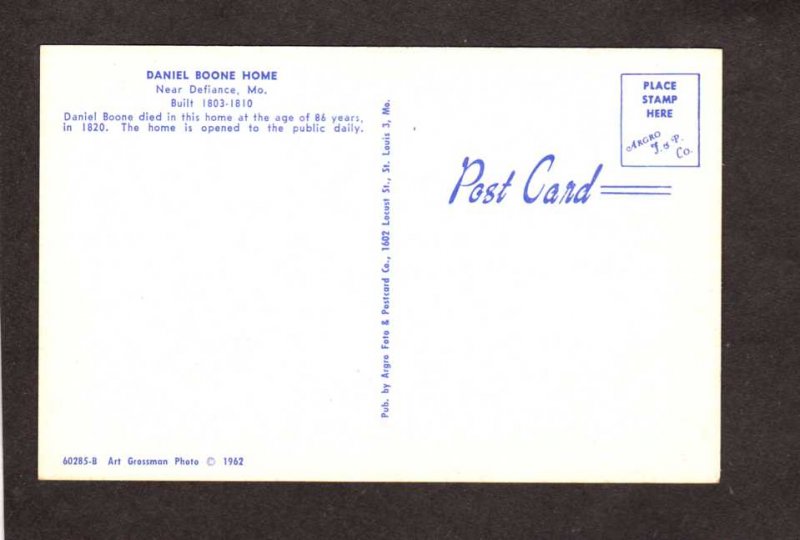 DANIEL BOONE HOME
Near Defiance, Mo.
Built 1803-1810
Daniel Boone died in this home at the age of 86 years,
in 1820. The home is opened to the public daily.
60285-B Art Grossman Photo © 1962
Pub. by Argro Foto & Postcard Co., 1602 Locust St., St. Louis 3, Mo.
Post Card
PLACE
STAMP
HERE
ARGRO
J. & P.
Co.